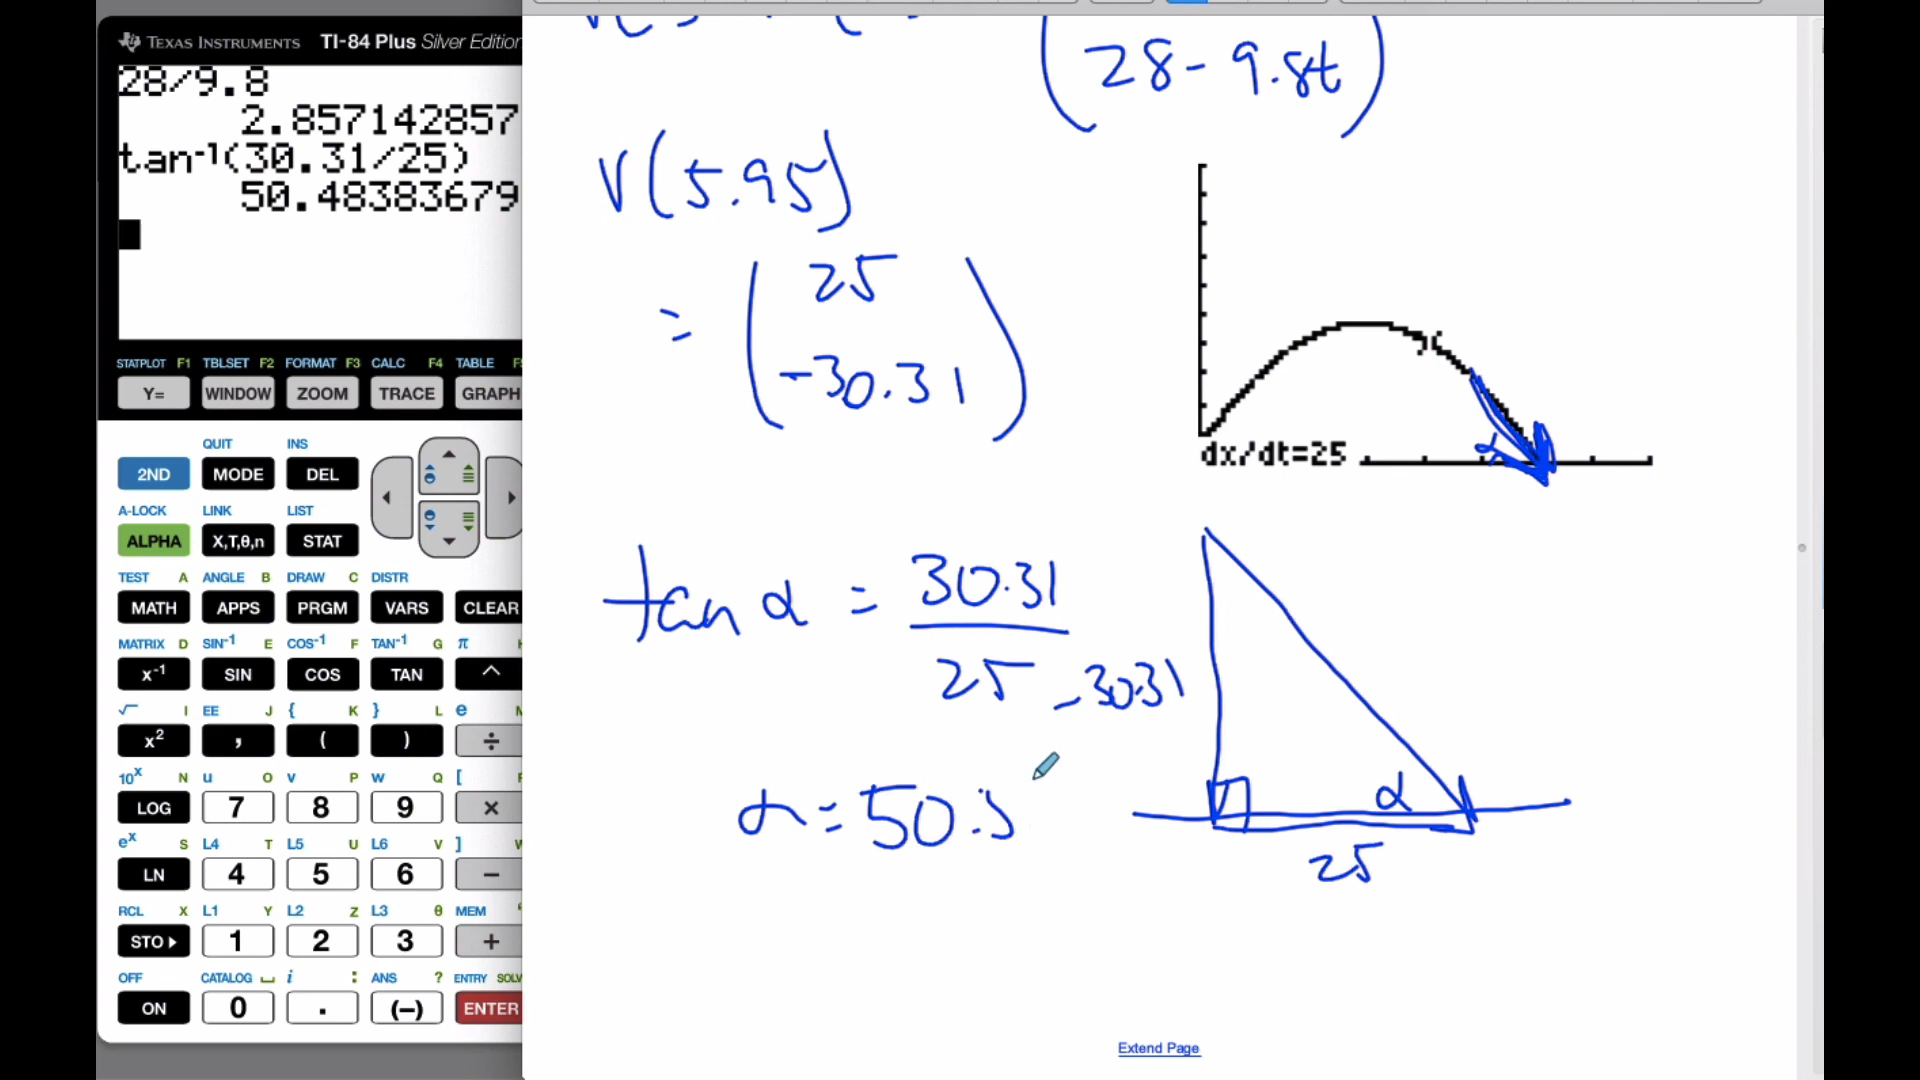 TEXAS INSTRUMENTS TI-84 Plus Silver Edition
28/9.8
2.857142857
tan⁻¹(30.31/25)
50.48383679
STATPLOT F1 TBLSET F2 FORMAT F3 CALC F4 TABLE
Y= WINDOW ZOOM TRACE GRAPH
QUIT INS
2ND MODE DEL
A-LOCK LINK LIST
ALPHA X,T,θ,n STAT
TEST A ANGLE B DRAW C DISTR
MATH APPS PRGM VARS CLEAR
MATRIX D SIN⁻¹ E COS⁻¹ F TAN⁻¹ G π
x⁻¹ SIN COS TAN ^
√ I EE J { K } L e
x² , ( ) ÷
10ˣ N u O v P w Q [
LOG 7 8 9 ×
eˣ S L4 T L5 U L6 V ]
LN 4 5 6 −
RCL X L1 Y L2 Z L3 θ MEM
STO▶ 1 2 3 +
OFF CATALOG i : ANS ? ENTRY
ON 0 . (−) ENTER
28 - 9.8t
V(5.95)
= ( 25
-30.31 )
dx/dt=25
α
tan α = 30.31
25
-30.31
α
α = 50.5
25
Extend Page